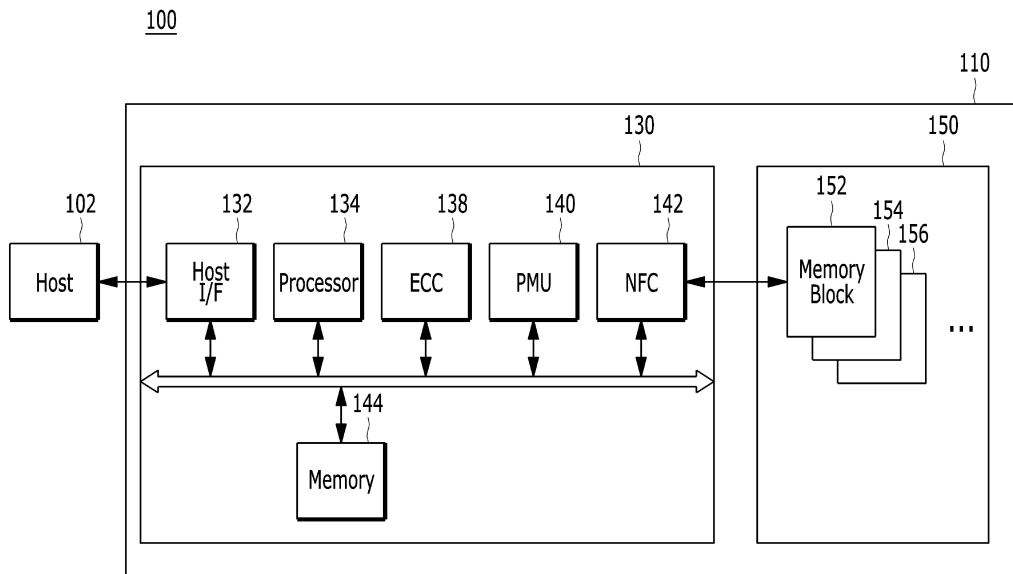 100
110
130
150
102
132
134
138
140
142
152
154
156
Host
Host
I/F
Processor
ECC
PMU
NFC
Memory
Block
...
144
Memory